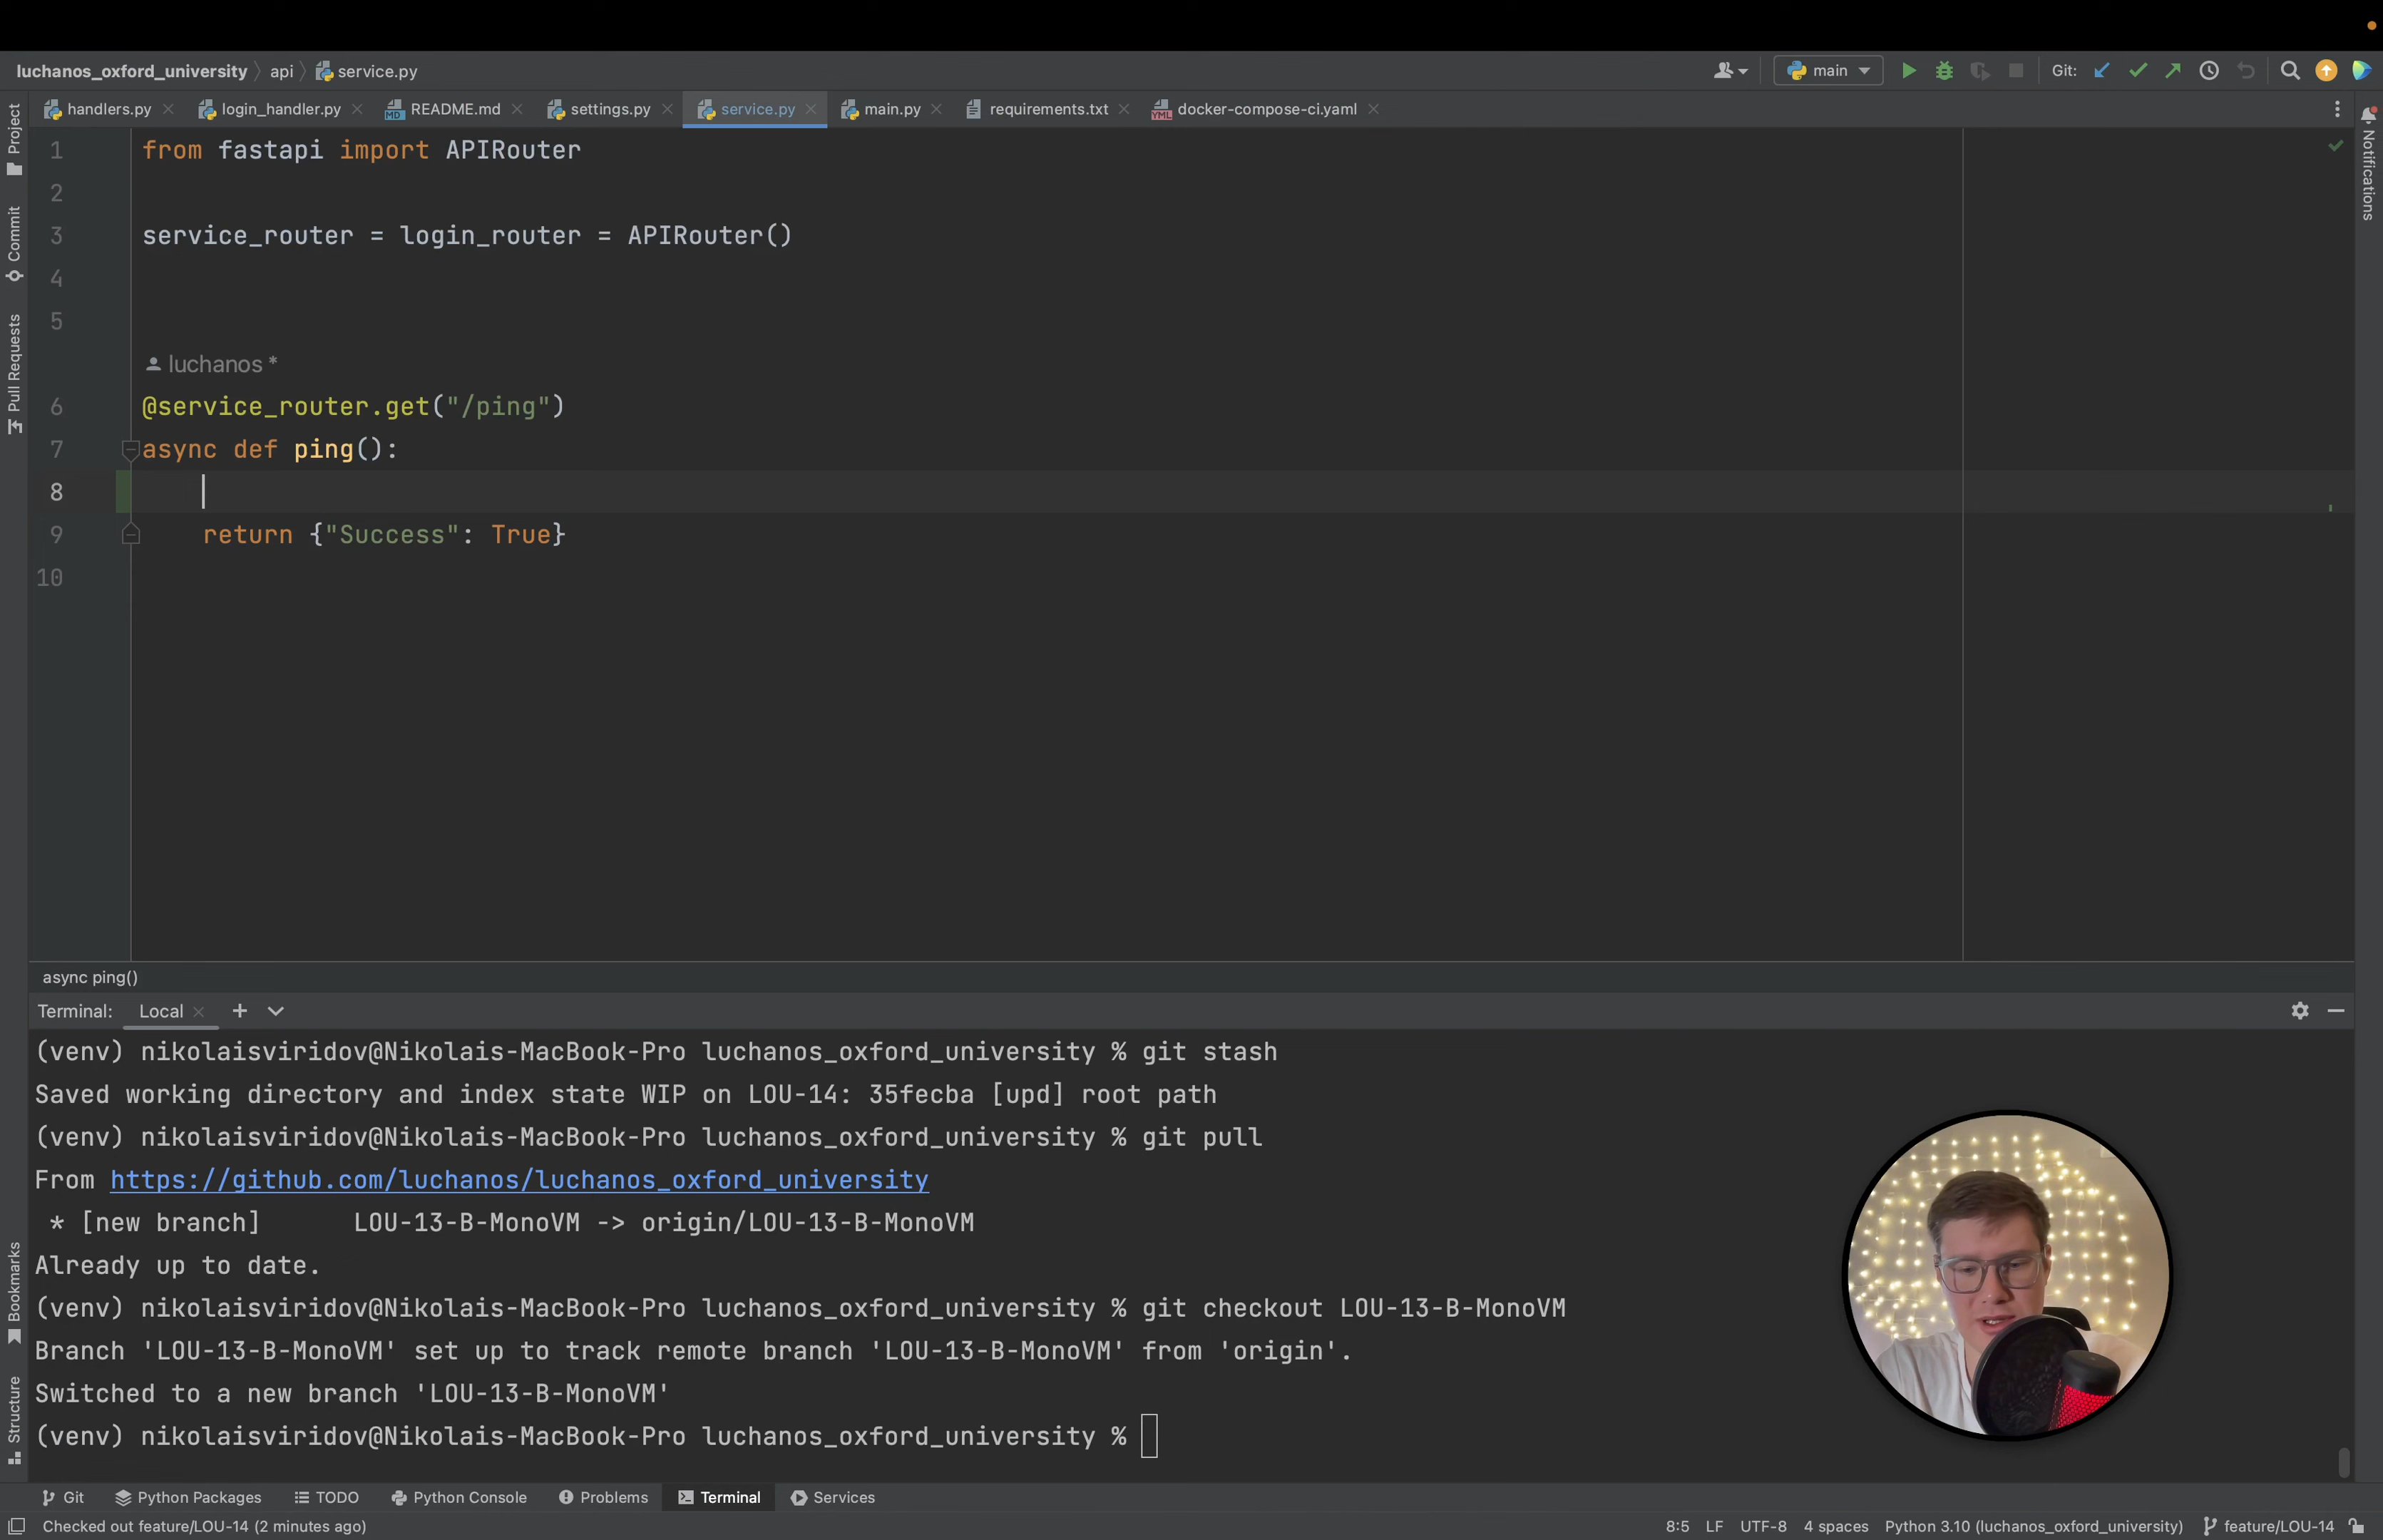 luchanos_oxford_university api service.py
main Git:
handlers.py login_handler.py README.md settings.py service.py main.py requirements.txt docker-compose-ci.yaml
Project
Commit
Pull Requests
Bookmarks
Structure
Notifications
1 from fastapi import APIRouter
2
3 service_router = login_router = APIRouter()
4
5
luchanos *
6 @service_router.get("/ping")
7 async def ping():
8
9 return {"Success": True}
10
async ping()
Terminal: Local
(venv) nikolaisviridov@Nikolais-MacBook-Pro luchanos_oxford_university % git stash
Saved working directory and index state WIP on LOU-14: 35fecba [upd] root path
(venv) nikolaisviridov@Nikolais-MacBook-Pro luchanos_oxford_university % git pull
From https://github.com/luchanos/luchanos_oxford_university
* [new branch] LOU-13-B-MonoVM -> origin/LOU-13-B-MonoVM
Already up to date.
(venv) nikolaisviridov@Nikolais-MacBook-Pro luchanos_oxford_university % git checkout LOU-13-B-MonoVM
Branch 'LOU-13-B-MonoVM' set up to track remote branch 'LOU-13-B-MonoVM' from 'origin'.
Switched to a new branch 'LOU-13-B-MonoVM'
(venv) nikolaisviridov@Nikolais-MacBook-Pro luchanos_oxford_university %
Git Python Packages TODO Python Console Problems Terminal Services
Checked out feature/LOU-14 (2 minutes ago) 8:5 LF UTF-8 4 spaces Python 3.10 (luchanos_oxford_university) feature/LOU-14